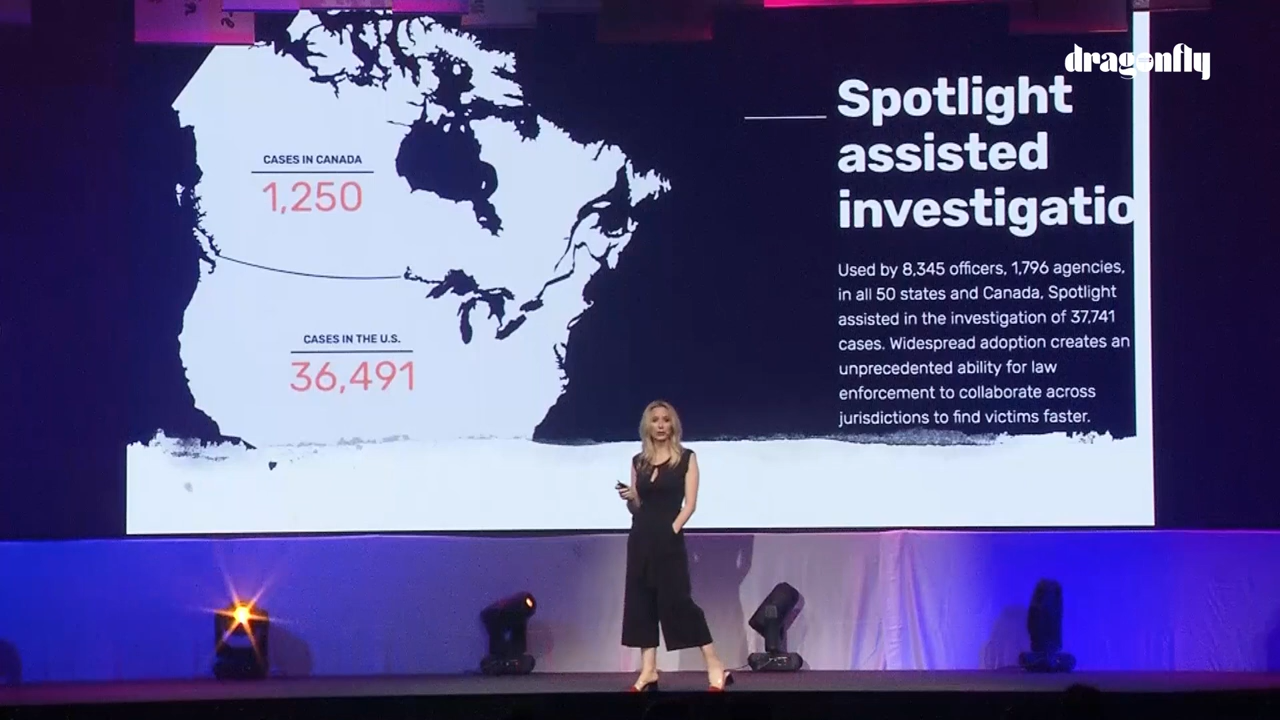 dragonfly
Spotlight
assisted
investigatio
CASES IN CANADA
1,250
CASES IN THE U.S.
36,491
Used by 8,345 officers, 1,796 agencies,
in all 50 states and Canada, Spotlight
assisted in the investigation of 37,741
cases. Widespread adoption creates an
unprecedented ability for law
enforcement to collaborate across
jurisdictions to find victims faster.